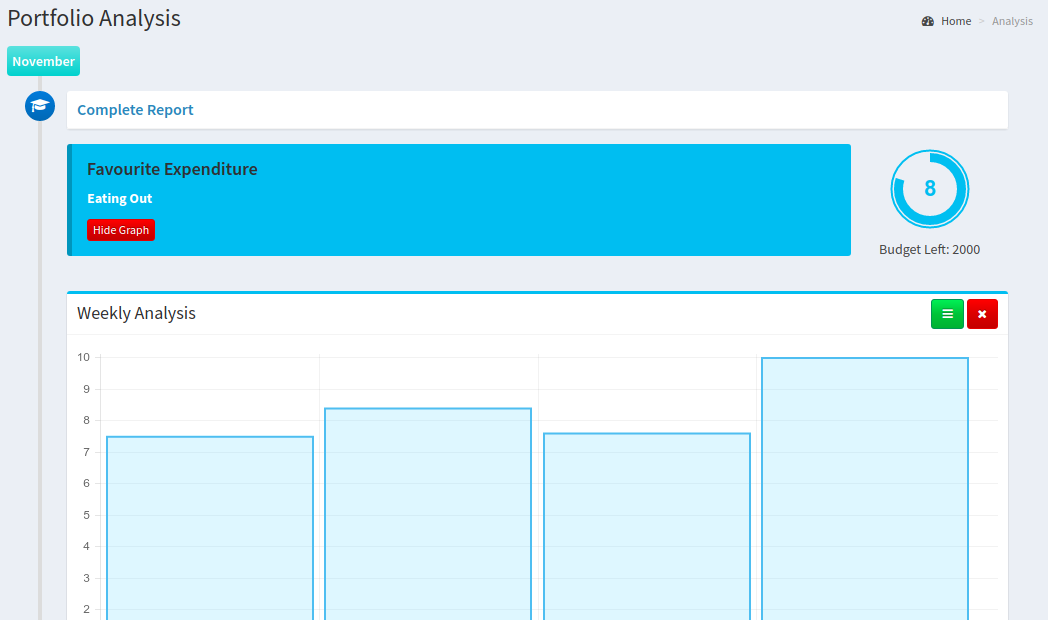 Portfolio Analysis
Home > Analysis
November
Complete Report
Favourite Expenditure
Eating Out
Hide Graph
8
Budget Left: 2000
Weekly Analysis
10
9
8
7
6
5
4
3
2